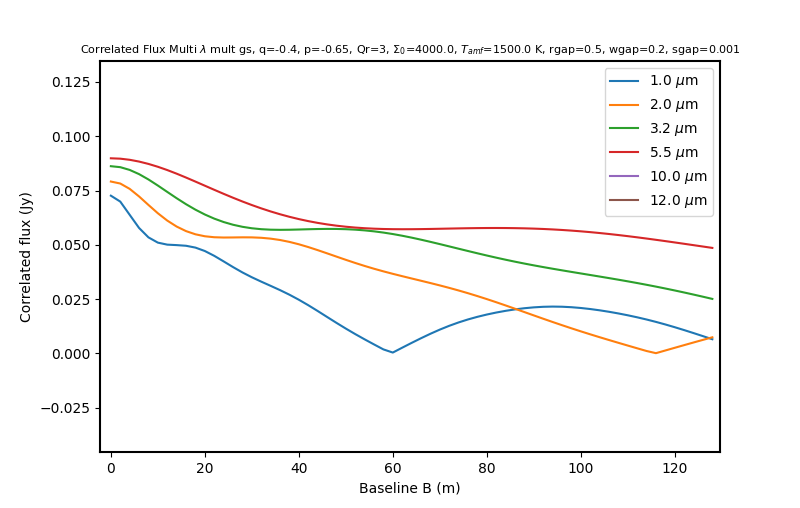 Correlated Flux Multi λ mult gs, q=-0.4, p=-0.65, Qr=3, Σ₀=4000.0, Tₐₘf=1500.0 K, rgap=0.5, wgap=0.2, sgap=0.001
0.125
0.100
0.075
0.050
0.025
0.000
−0.025
Correlated flux (Jy)
1.0 μm
2.0 μm
3.2 μm
5.5 μm
10.0 μm
12.0 μm
0 20 40 60 80 100 120
Baseline B (m)